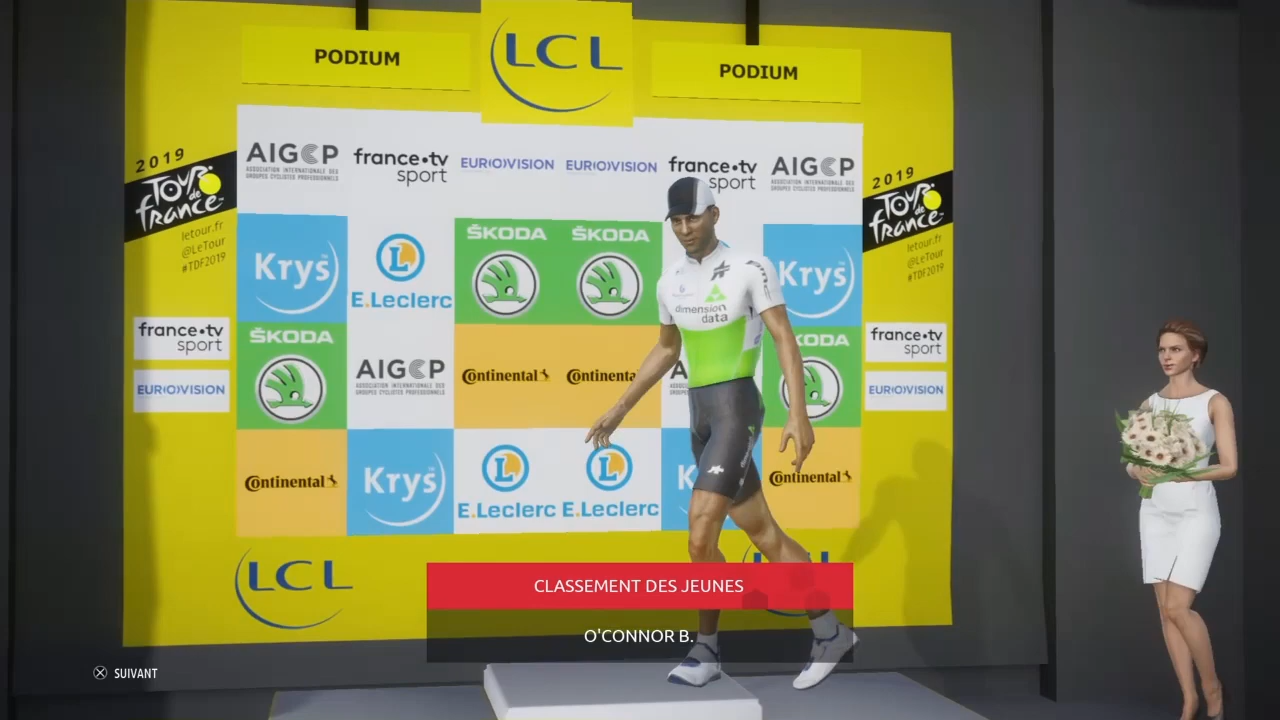 LCL
PODIUM
PODIUM
2019
TOUR
de
france
letour.fr
@LeTour
#TDF2019
AIGCP
ASSOCIATION INTERNATIONALE DES
GROUPES CYCLISTES PROFESSIONNELS
france•tv
sport
EUROVISION
EUROVISION
france•tv
sport
AIGCP
ASSOCIATION INTERNATIONALE DES
GROUPES CYCLISTES PROFESSIONNELS
2019
TOUR
de
france
letour.fr
@LeTour
#TDF2019
Krys
E.Leclerc
ŠKODA
ŠKODA
Krys
dimension
data
france•tv
sport
EUROVISION
ŠKODA
AIGCP
ASSOCIATION INTERNATIONALE DES
GROUPES CYCLISTES PROFESSIONNELS
Continental
Continenta
A
KODA
france•tv
sport
EUROVISION
Continental
Krys
E.Leclerc
E.Leclerc
K
Continental
LCL
CLASSEMENT DES JEUNES
O'CONNOR B.
SUIVANT